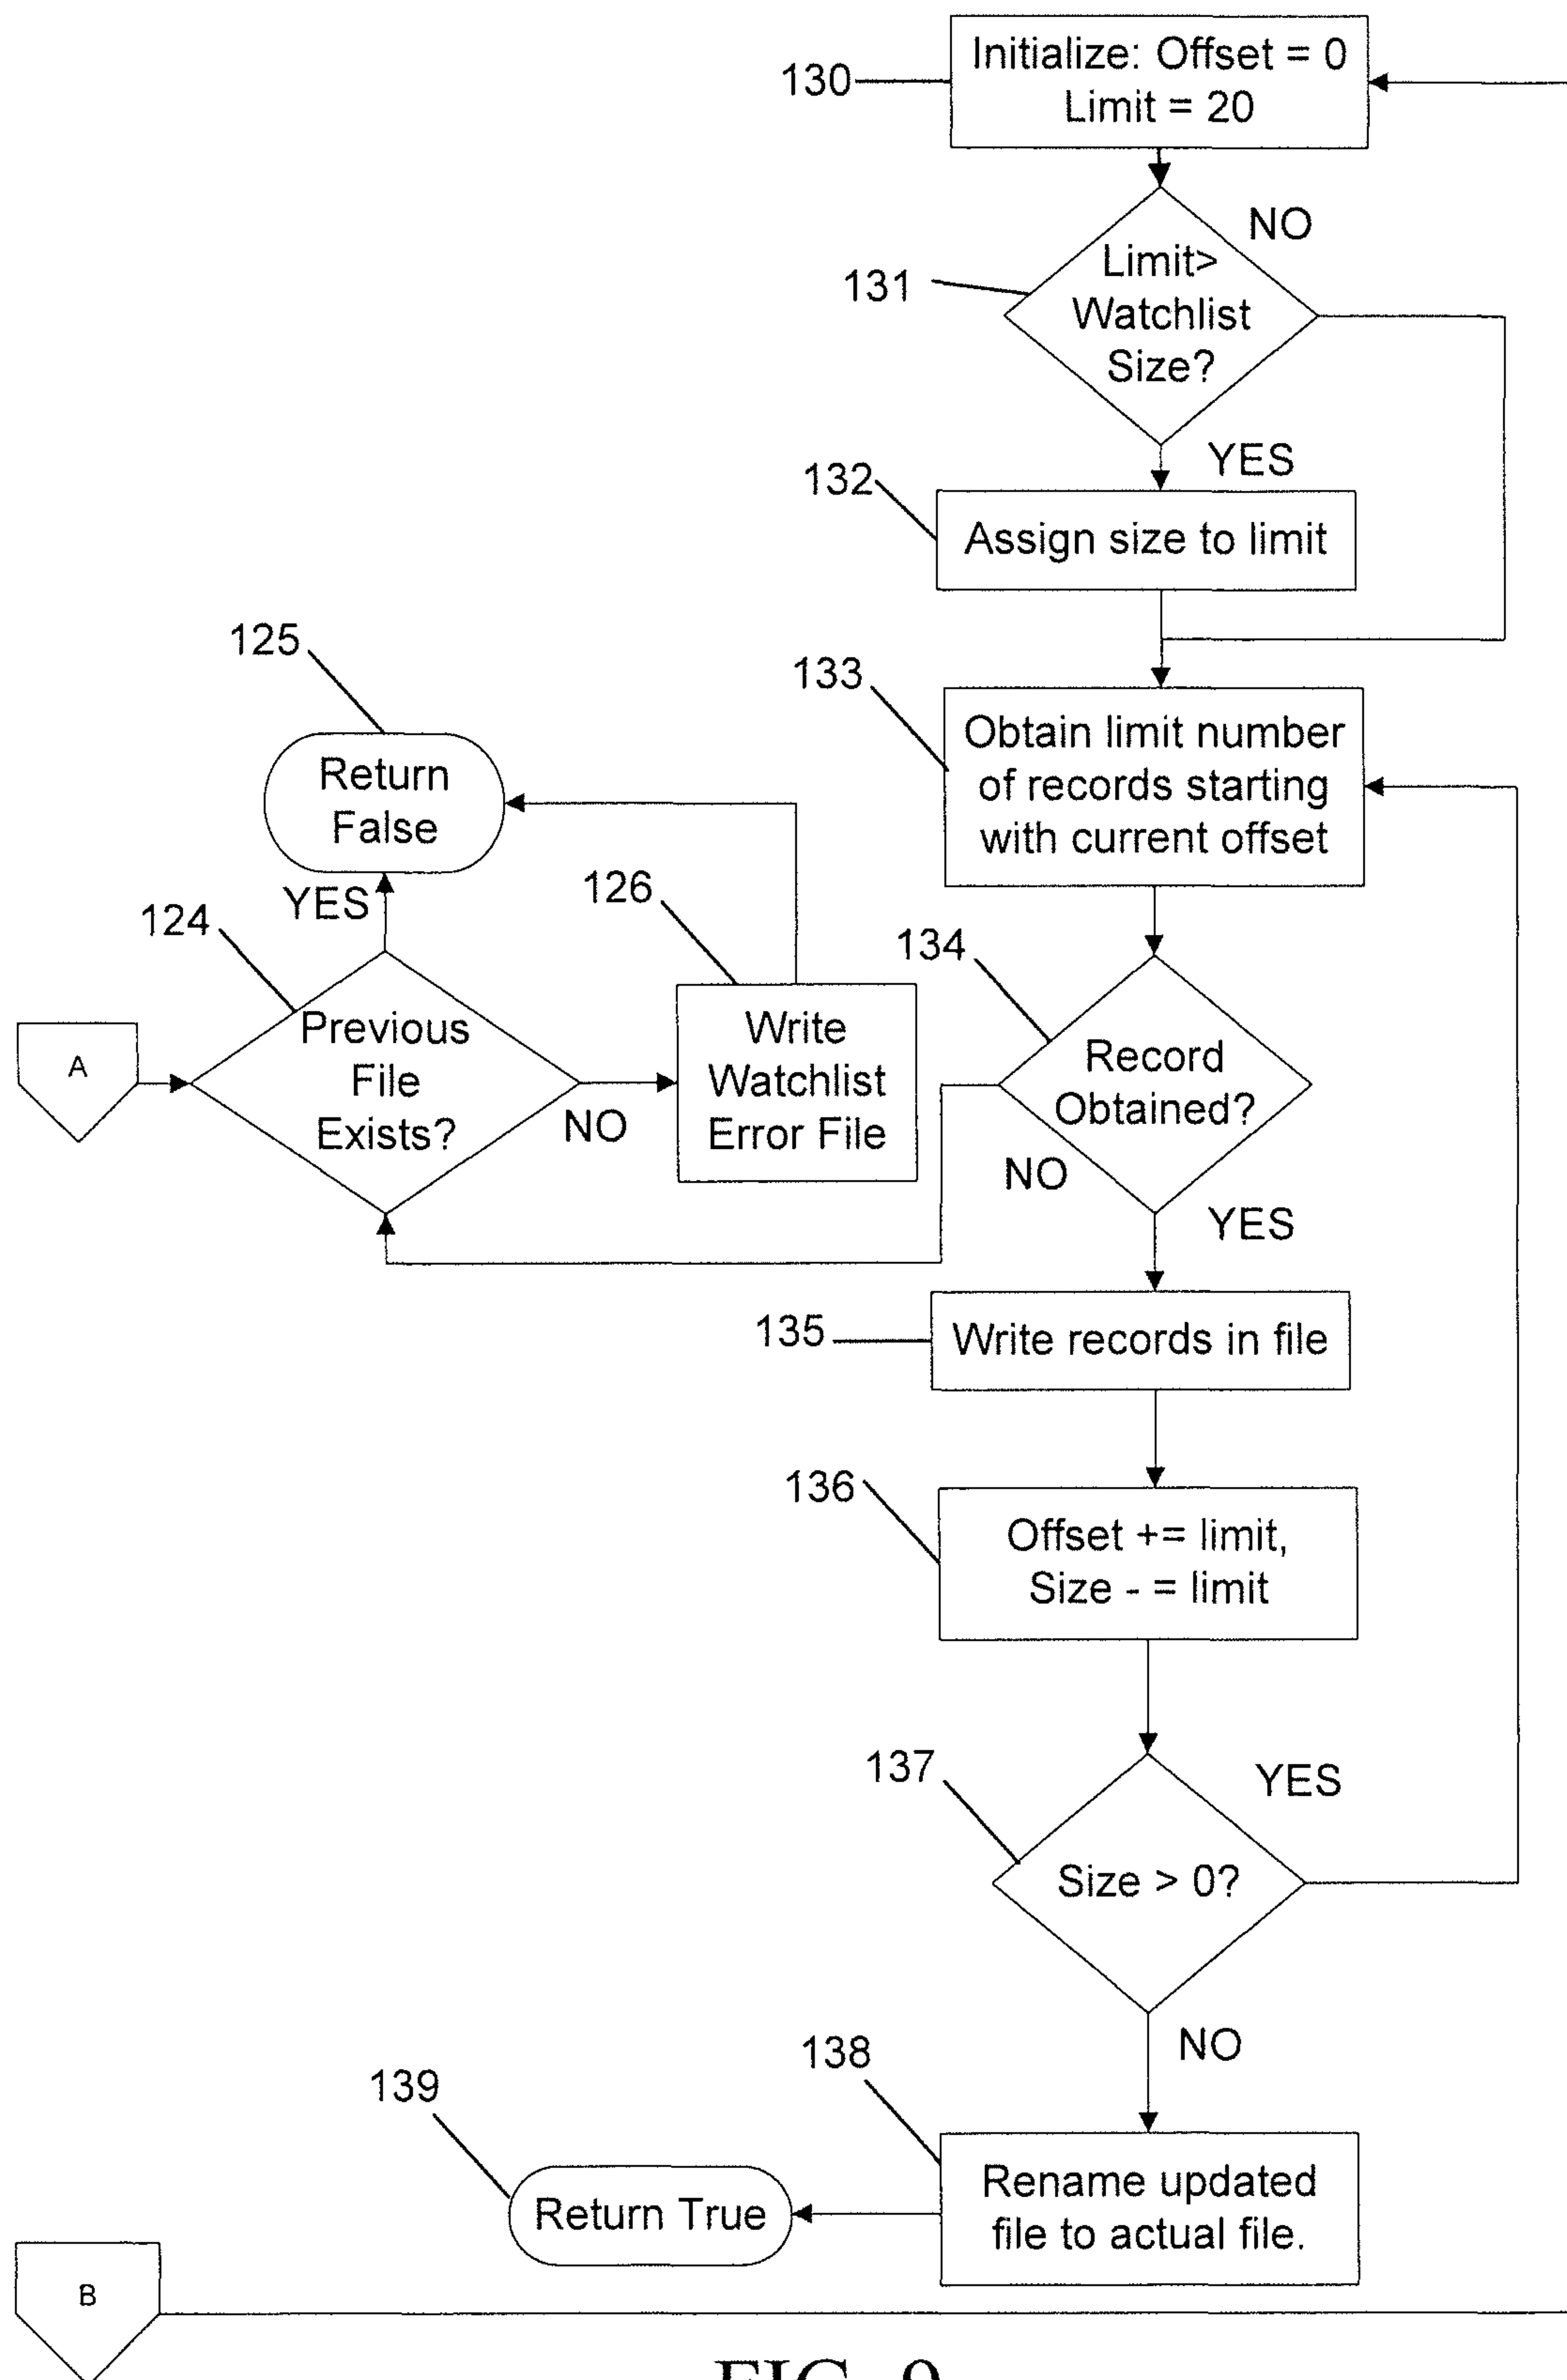 130
Initialize: Offset = 0
Limit = 20
NO
131
Limit>
Watchlist
Size?
YES
132
Assign size to limit
125
133
Return
False
Obtain limit number
of records starting
with current offset
YES
126
124
134
A
Previous
File
Exists?
NO
Write
Watchlist
Error File
Record
Obtained?
NO
YES
135
Write records in file
136
Offset += limit,
Size - = limit
137
YES
Size > 0?
NO
138
139
Return True
Rename updated
file to actual file.
B
FIG. 9